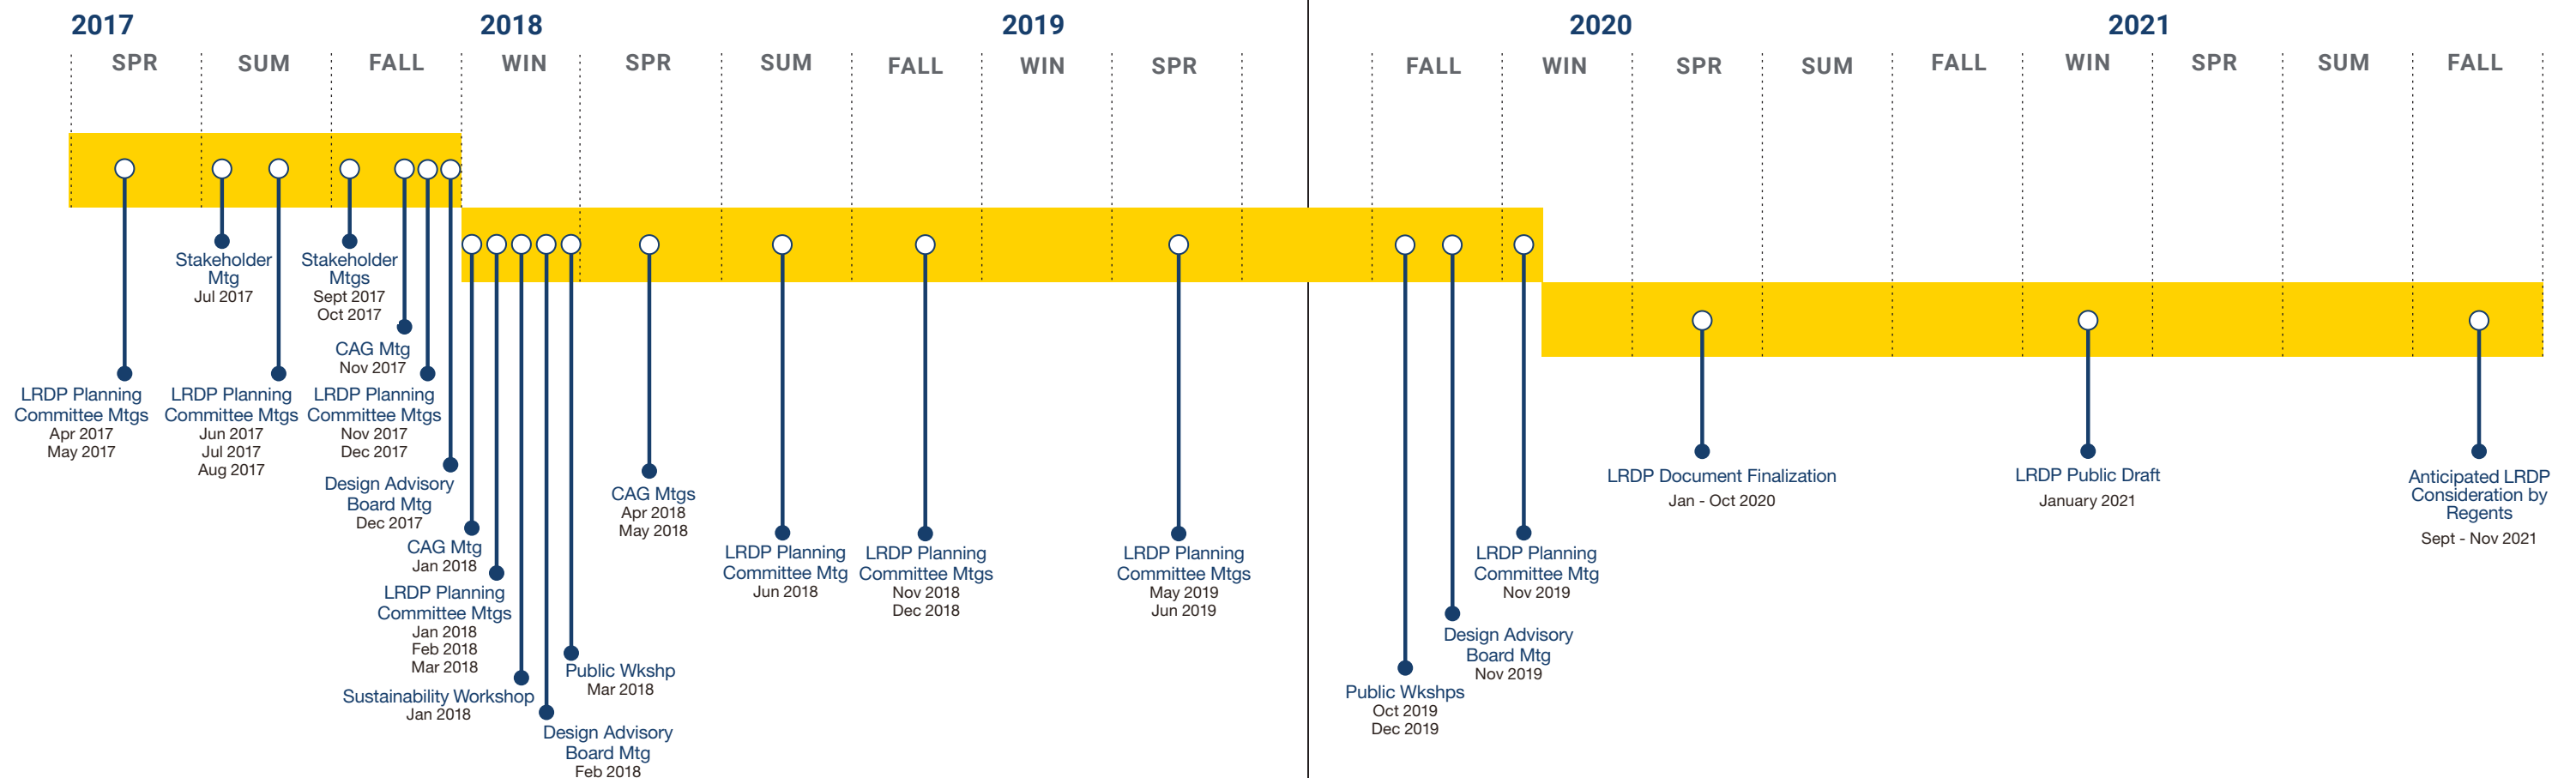 2017
2018
2019
2020
2021
SPR
SUM
FALL
WIN
SPR
SUM
FALL
WIN
SPR
FALL
WIN
SPR
SUM
FALL
WIN
SPR
SUM
FALL
LRDP Planning
Committee Mtgs
Apr 2017
May 2017
Stakeholder
Mtg
Jul 2017
LRDP Planning
Committee Mtgs
Jun 2017
Jul 2017
Aug 2017
Stakeholder
Mtgs
Sept 2017
Oct 2017
CAG Mtg
Nov 2017
LRDP Planning
Committee Mtgs
Nov 2017
Dec 2017
Design Advisory
Board Mtg
Dec 2017
CAG Mtg
Jan 2018
LRDP Planning
Committee Mtgs
Jan 2018
Feb 2018
Mar 2018
Sustainability Workshop
Jan 2018
Design Advisory
Board Mtg
Feb 2018
Public Wkshp
Mar 2018
CAG Mtgs
Apr 2018
May 2018
LRDP Planning
Committee Mtg
Jun 2018
LRDP Planning
Committee Mtgs
Nov 2018
Dec 2018
LRDP Planning
Committee Mtgs
May 2019
Jun 2019
Public Wkshps
Oct 2019
Dec 2019
Design Advisory
Board Mtg
Nov 2019
LRDP Planning
Committee Mtg
Nov 2019
LRDP Document Finalization
Jan - Oct 2020
LRDP Public Draft
January 2021
Anticipated LRDP
Consideration by
Regents
Sept - Nov 2021